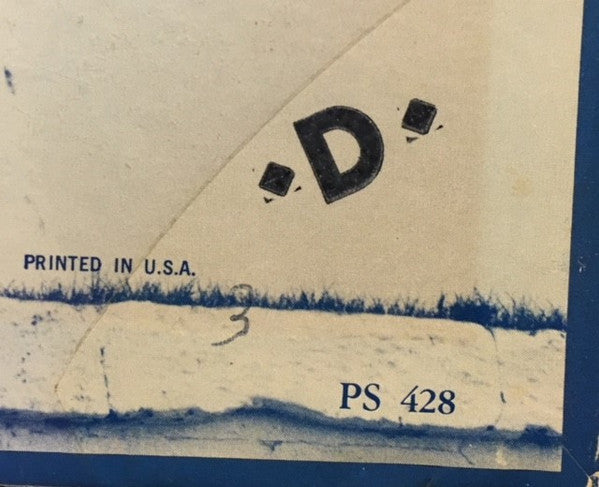 D
PRINTED IN U.S.A.
3
PS 428